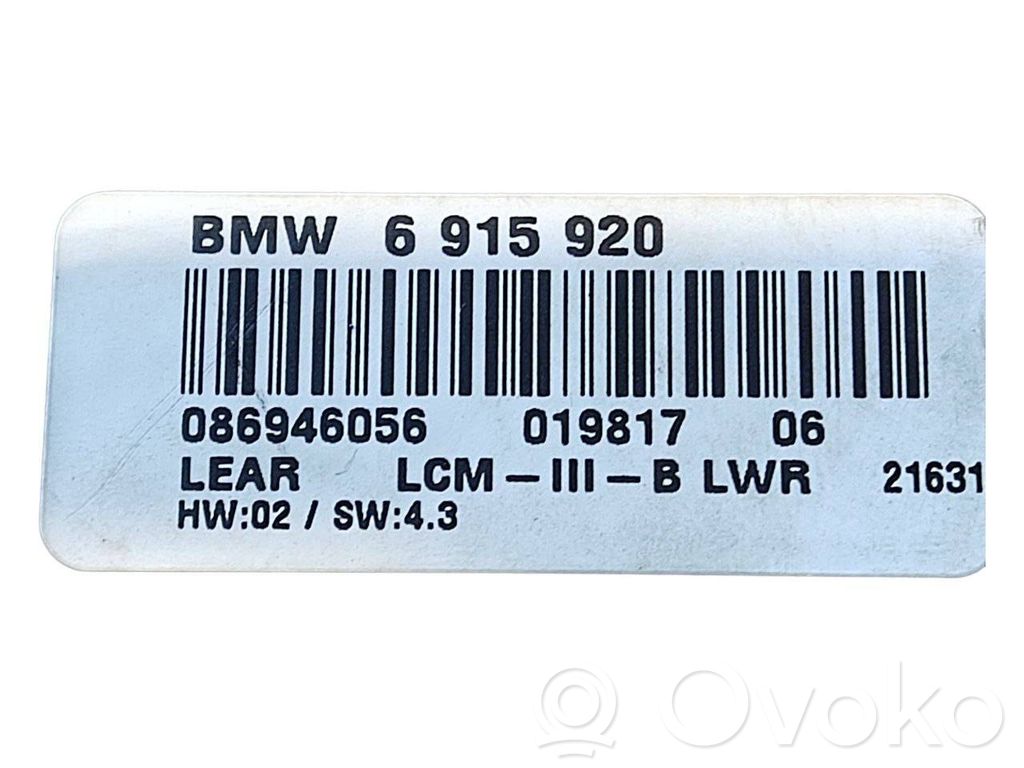 BMW 6 915 920
086946056 019817 06
LEAR LCM-III-B LWR 21631
HW:02 / SW:4.3
Ovoko